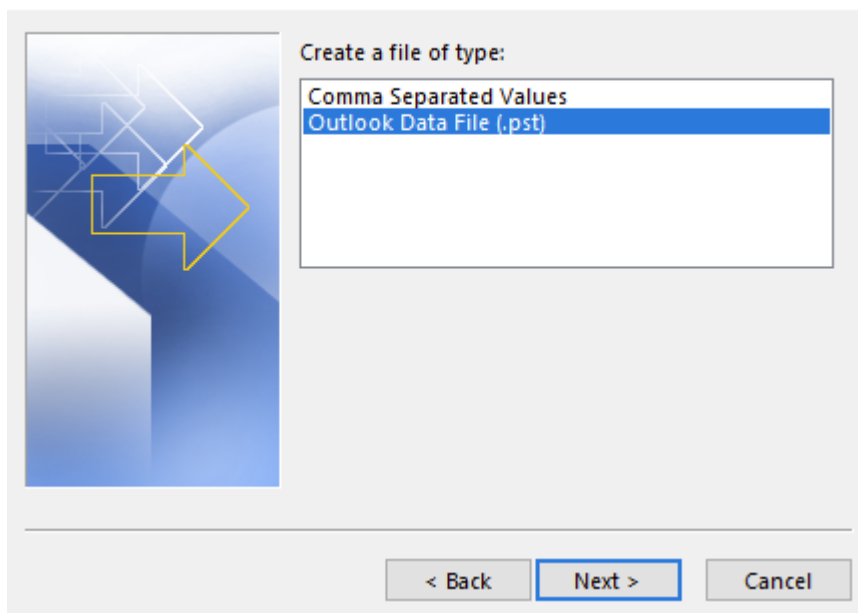 Create a file of type:
Comma Separated Values
Outlook Data File (.pst)
< Back
Next >
Cancel